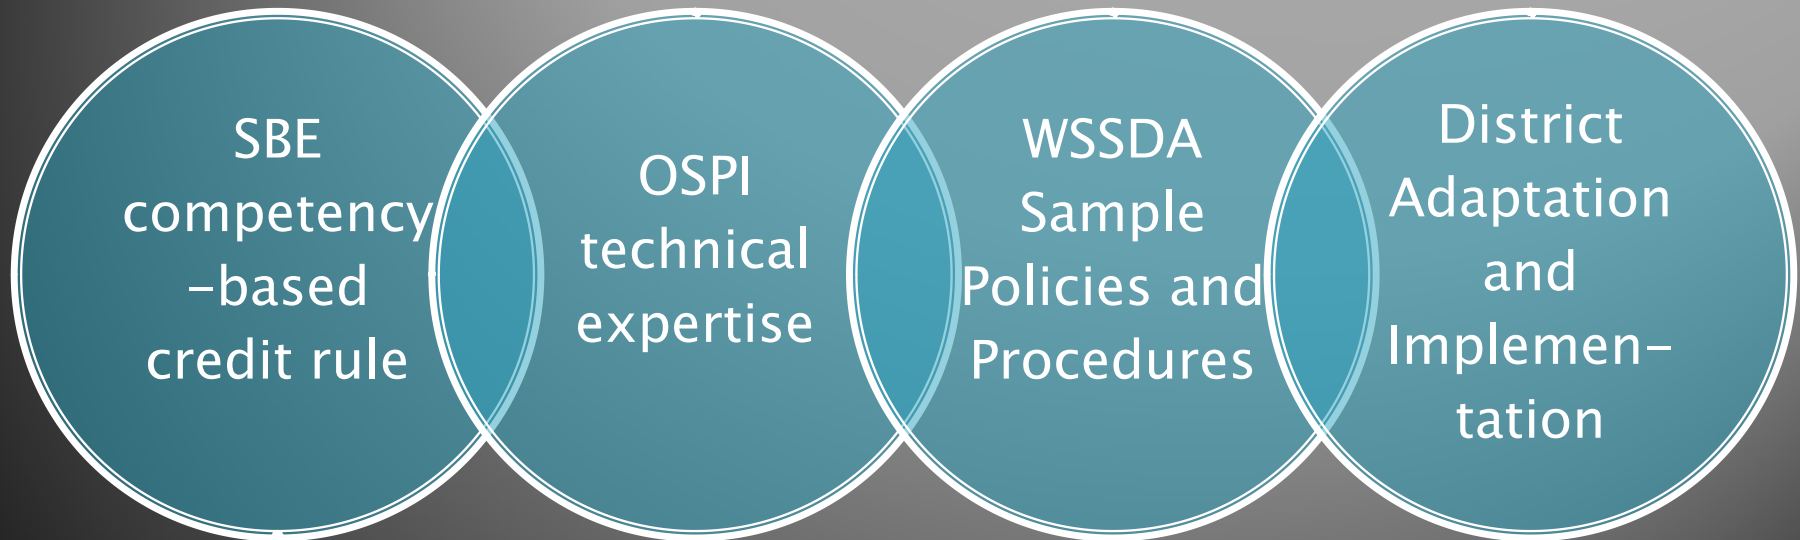 SBE
competency
-based
credit rule
OSPI
technical
expertise
WSSDA
Sample
Policies and
Procedures
District
Adaptation
and
Implemen-
tation